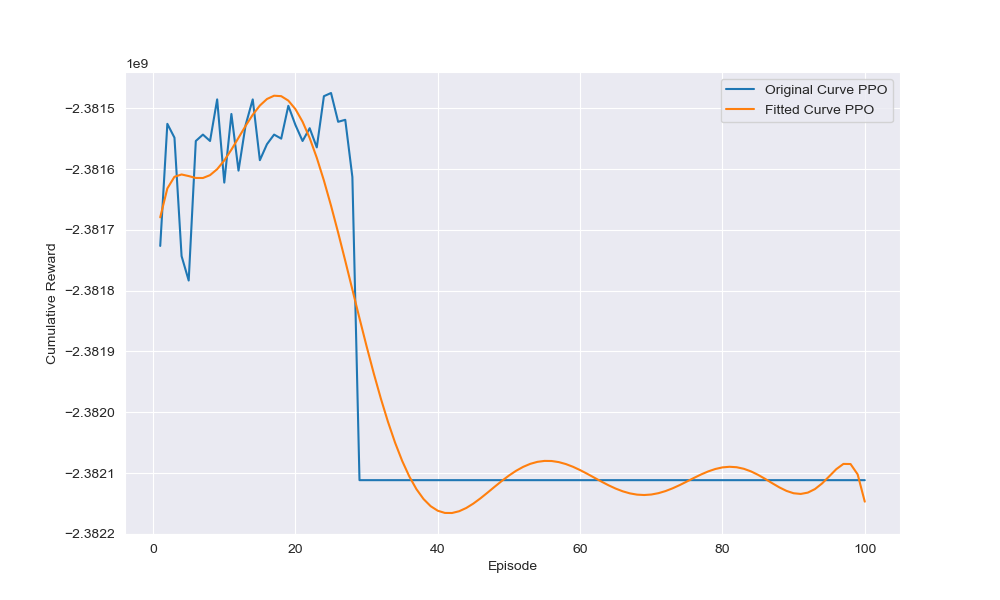 1e9
Original Curve PPO
Fitted Curve PPO
−2.3815
−2.3816
−2.3817
−2.3818
−2.3819
−2.3820
−2.3821
−2.3822
Cumulative Reward
0 20 40 60 80 100
Episode